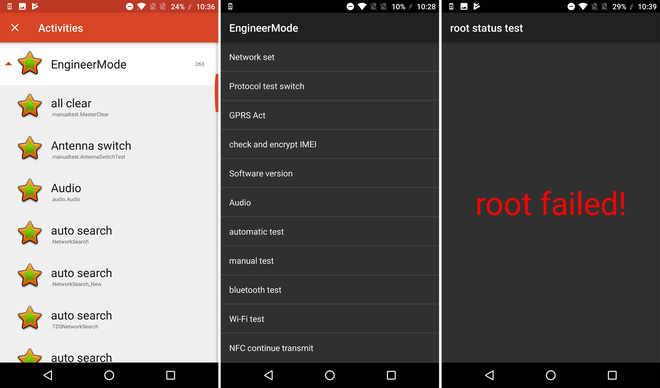 24% 10:36
Activities
EngineerMode
263
all clear
.manualtest.MasterClear
Antenna switch
.manualtest.AntennaSwitchTest
Audio
.audio.Audio
auto search
.NetworkSearch
auto search
.NetworkSearch_New
auto search
.TDSNetworkSearch
auto search
10% 10:28
EngineerMode
Network set
Protocol test switch
GPRS Act
check and encrypt IMEI
Software version
Audio
automatic test
manual test
bluetooth test
Wi-Fi test
NFC continue transmit
29% 10:39
root status test
root failed!